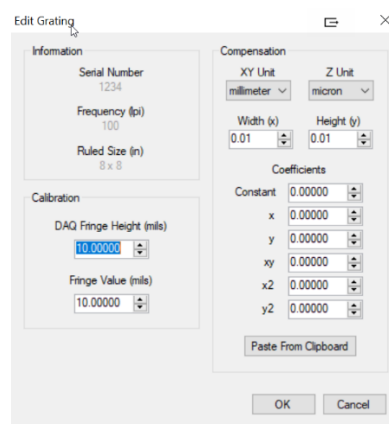 Edit Grating
Information
Serial Number
1234
Frequency (lpi)
100
Ruled Size (in)
8 x 8
Calibration
DAQ Fringe Height (mils)
10.00000
Fringe Value (mils)
10.00000
Compensation
XY Unit Z Unit
millimeter micron
Width (x) Height (y)
0.01 0.01
Coefficients
Constant 0.00000
x 0.00000
y 0.00000
xy 0.00000
x2 0.00000
y2 0.00000
Paste From Clipboard
OK Cancel